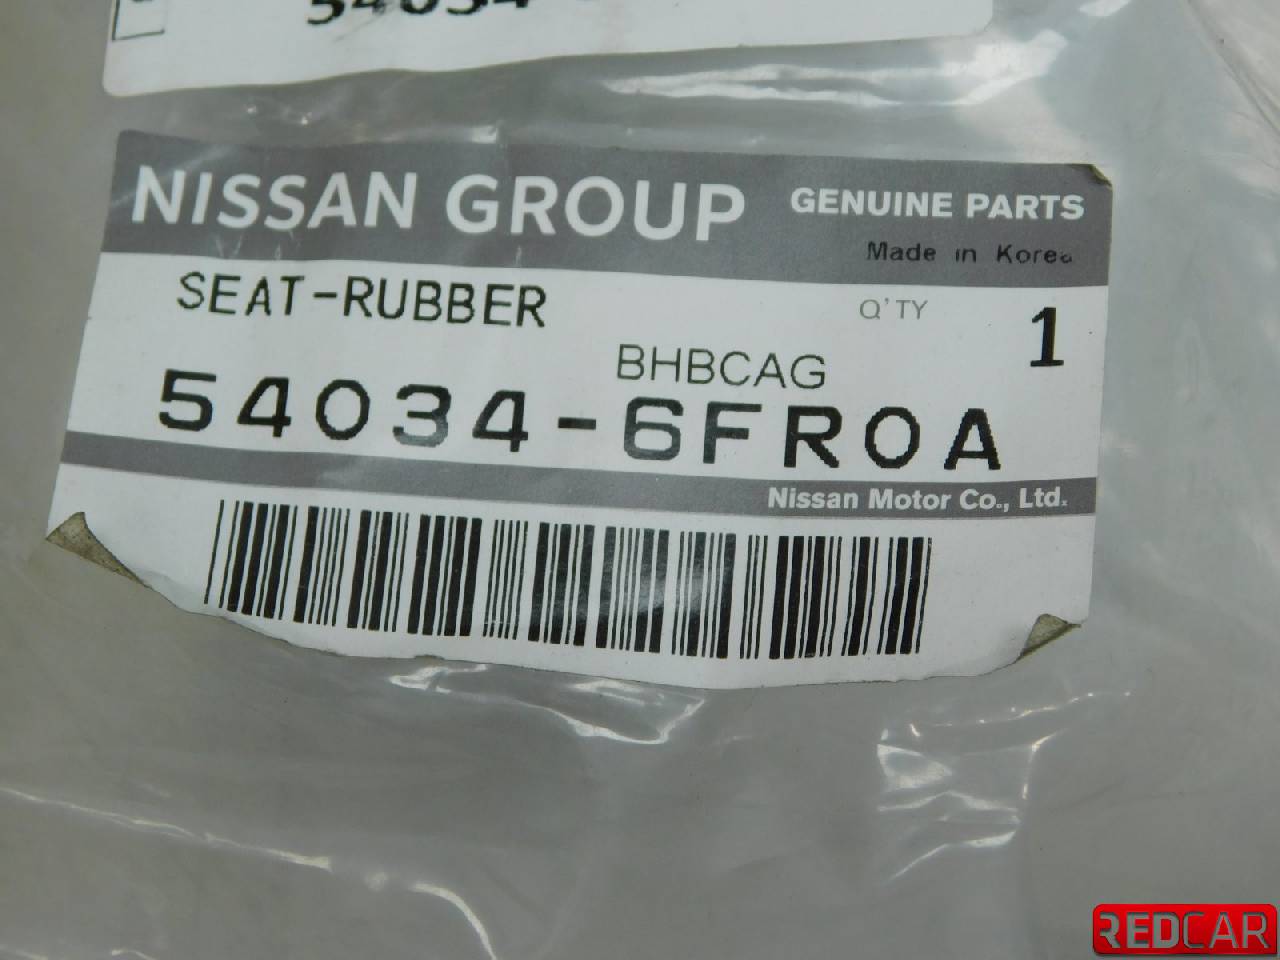 54034
NISSAN GROUP GENUINE PARTS
Made in Korea
SEAT-RUBBER Q'TY 1
BHBCAG
54034-6FR0A
Nissan Motor Co., Ltd.
REDCAR